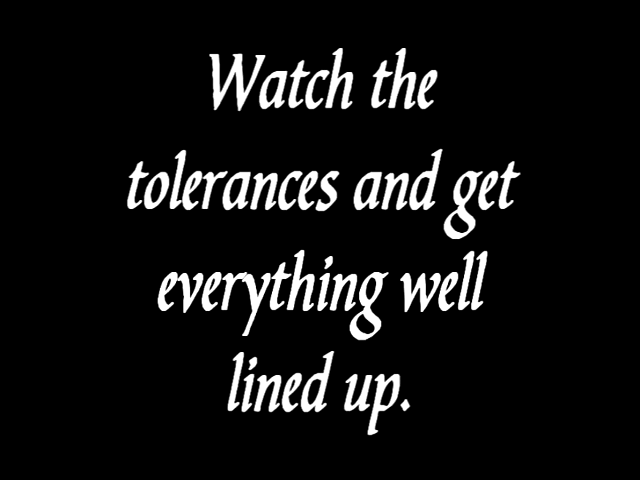 Watch the
tolerances and get
everything well
lined up.